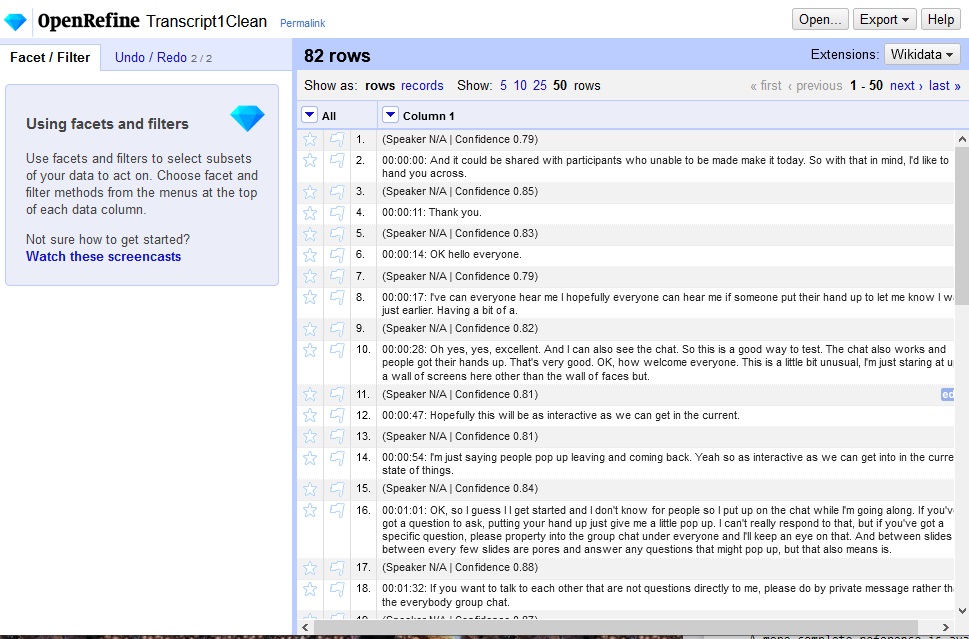 OpenRefine Transcript1Clean Permalink
Open... Export Help
Facet / Filter Undo / Redo 2 / 2
82 rows
Extensions: Wikidata
Show as: rows records Show: 5 10 25 50 rows
« first ‹ previous 1 - 50 next › last »
All Column 1
Using facets and filters
Use facets and filters to select subsets
of your data to act on. Choose facet and
filter methods from the menus at the top
of each data column.
Not sure how to get started?
Watch these screencasts
1. (Speaker N/A | Confidence 0.79)
2. 00:00:00: And it could be shared with participants who unable to be made make it today. So with that in mind, I'd like to
hand you across.
3. (Speaker N/A | Confidence 0.85)
4. 00:00:11: Thank you.
5. (Speaker N/A | Confidence 0.83)
6. 00:00:14: OK hello everyone.
7. (Speaker N/A | Confidence 0.79)
8. 00:00:17: I've can everyone hear me I hopefully everyone can hear me if someone put their hand up to let me know I
just earlier. Having a bit of a.
9. (Speaker N/A | Confidence 0.82)
10. 00:00:28: Oh yes, yes, excellent. And I can also see the chat. So this is a good way to test. The chat also works and
people got their hands up. That's very good. OK, how welcome everyone. This is a little bit unusual, I'm just staring at
a wall of screens here other than the wall of faces but.
11. (Speaker N/A | Confidence 0.81)
12. 00:00:47: Hopefully this will be as interactive as we can get in the current.
13. (Speaker N/A | Confidence 0.81)
14. 00:00:54: I'm just saying people pop up leaving and coming back. Yeah so as interactive as we can get into in the curre
state of things.
15. (Speaker N/A | Confidence 0.84)
16. 00:01:01: OK, so I guess I I get started and I don't know for people so I put up on the chat while I'm going along. If you'v
got a question to ask, putting your hand up just give me a little pop up. I can't really respond to that, but if you've got a
specific question, please property into the group chat under everyone and I'll keep an eye on that. And between slides
between every few slides are pores and answer any questions that might pop up, but that also means is.
17. (Speaker N/A | Confidence 0.88)
18. 00:01:32: If you want to talk to each other that are not questions directly to me, please do by private message rather
the everybody group chat.